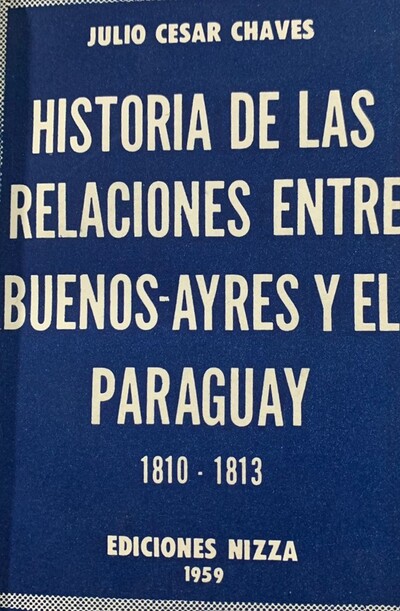 JULIO CESAR CHAVES
HISTORIA DE LAS
RELACIONES ENTRE
BUENOS-AYRES Y EL
PARAGUAY
1810 - 1813
EDICIONES NIZZA
1959